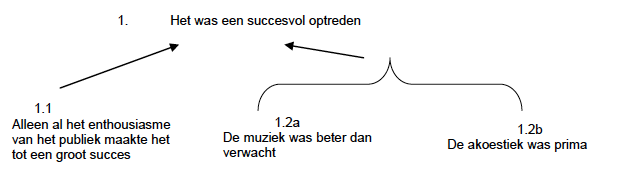 1. Het was een succesvol optreden
1.1
Alleen al het enthousiasme
van het publiek maakte het
tot een groot succes
1.2a
De muziek was beter dan
verwacht
1.2b
De akoestiek was prima